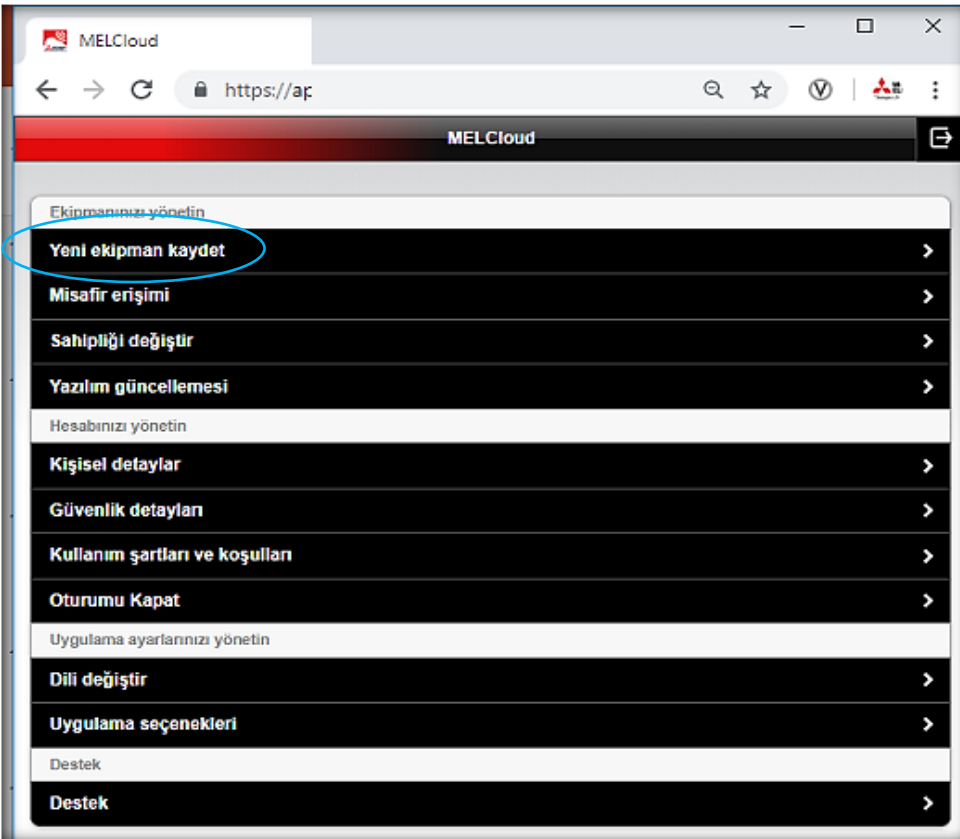 MELCloud
https://ap
MELCloud
Ekipmanınızı yönetin
Yeni ekipman kaydet
Misafir erişimi
Sahipliği değiştir
Yazılım güncellemesi
Hesabınızı yönetin
Kişisel detaylar
Güvenlik detayları
Kullanım şartları ve koşulları
Oturumu Kapat
Uygulama ayarlarınızı yönetin
Dili değiştir
Uygulama seçenekleri
Destek
Destek